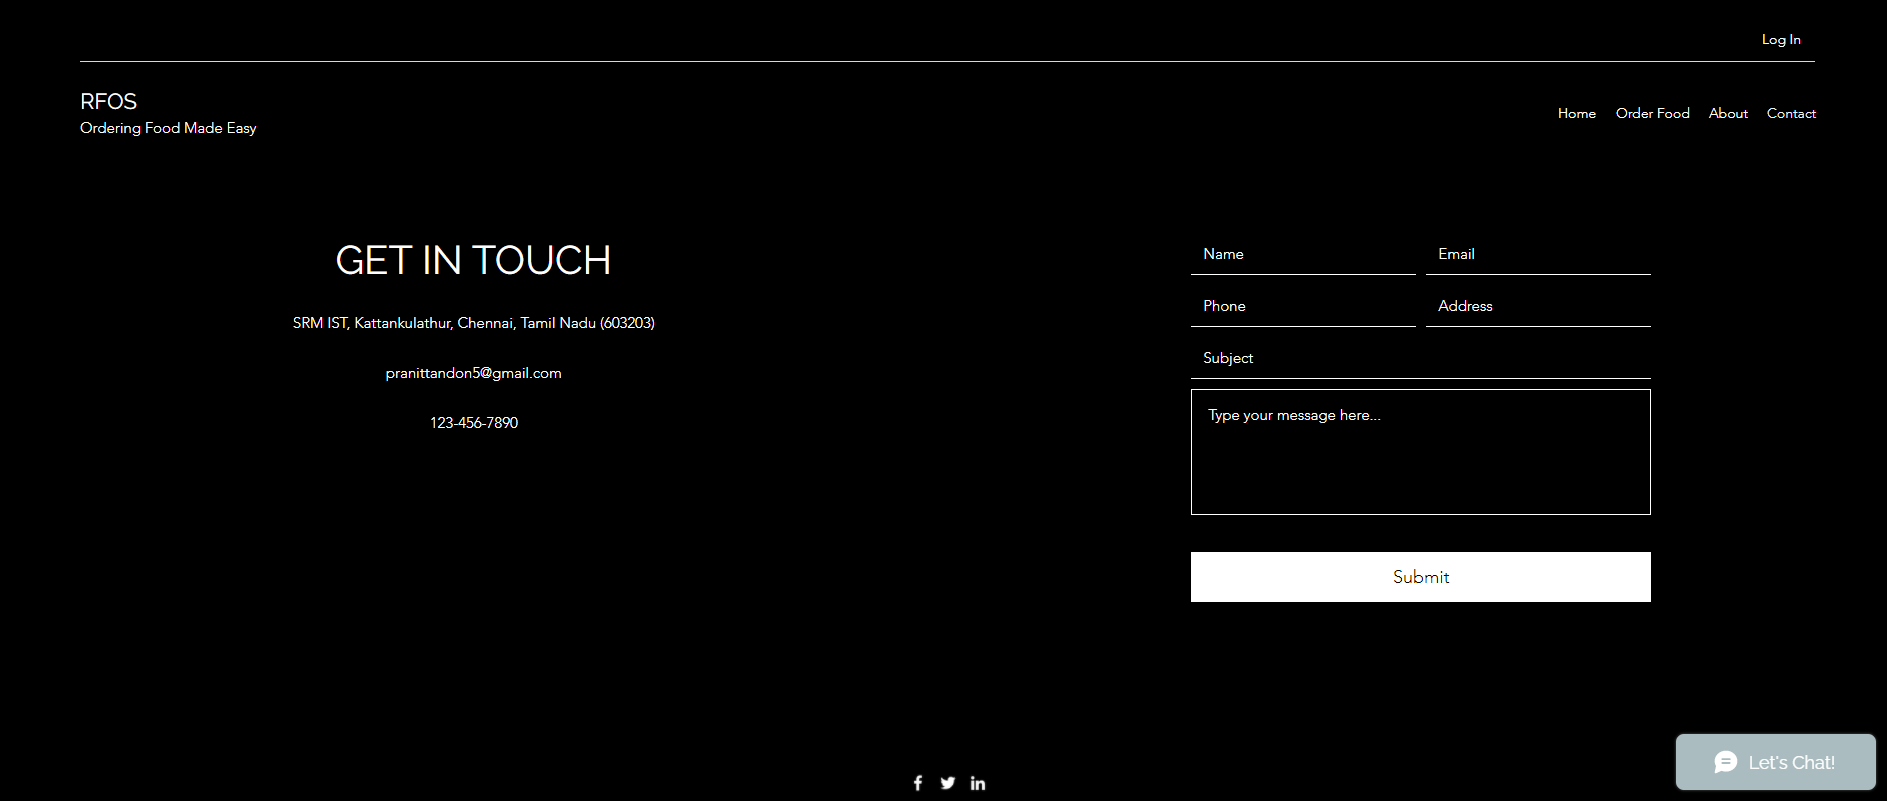 Log In
RFOS
Ordering Food Made Easy
Home Order Food About Contact
GET IN TOUCH
SRM IST, Kattankulathur, Chennai, Tamil Nadu (603203)
pranittandon5@gmail.com
123-456-7890
Name Email
Phone Address
Subject
Type your message here...
Submit
Let's Chat!